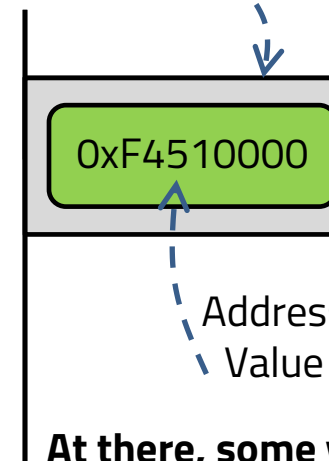 0xF4510000
Addres
Value
At there, some